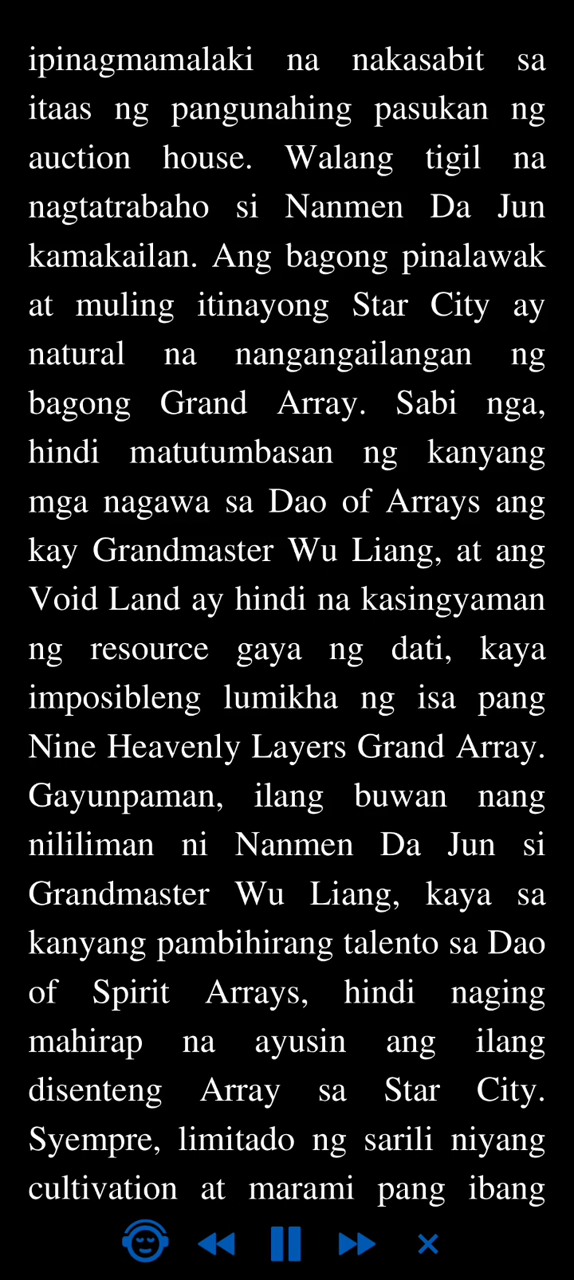 ipinagmamalaki na nakasabit sa
itaas ng pangunahing pasukan ng
auction house. Walang tigil na
nagtatrabaho si Nanmen Da Jun
kamakailan. Ang bagong pinalawak
at muling itinayong Star City ay
natural na nangangailangan ng
bagong Grand Array. Sabi nga,
hindi matutumbasan ng kanyang
mga nagawa sa Dao of Arrays ang
kay Grandmaster Wu Liang, at ang
Void Land ay hindi na kasingyaman
ng resource gaya ng dati, kaya
imposibleng lumikha ng isa pang
Nine Heavenly Layers Grand Array.
Gayunpaman, ilang buwan nang
nililiman ni Nanmen Da Jun si
Grandmaster Wu Liang, kaya sa
kanyang pambihirang talento sa Dao
of Spirit Arrays, hindi naging
mahirap na ayusin ang ilang
disenteng Array sa Star City.
Syempre, limitado ng sarili niyang
cultivation at marami pang ibang